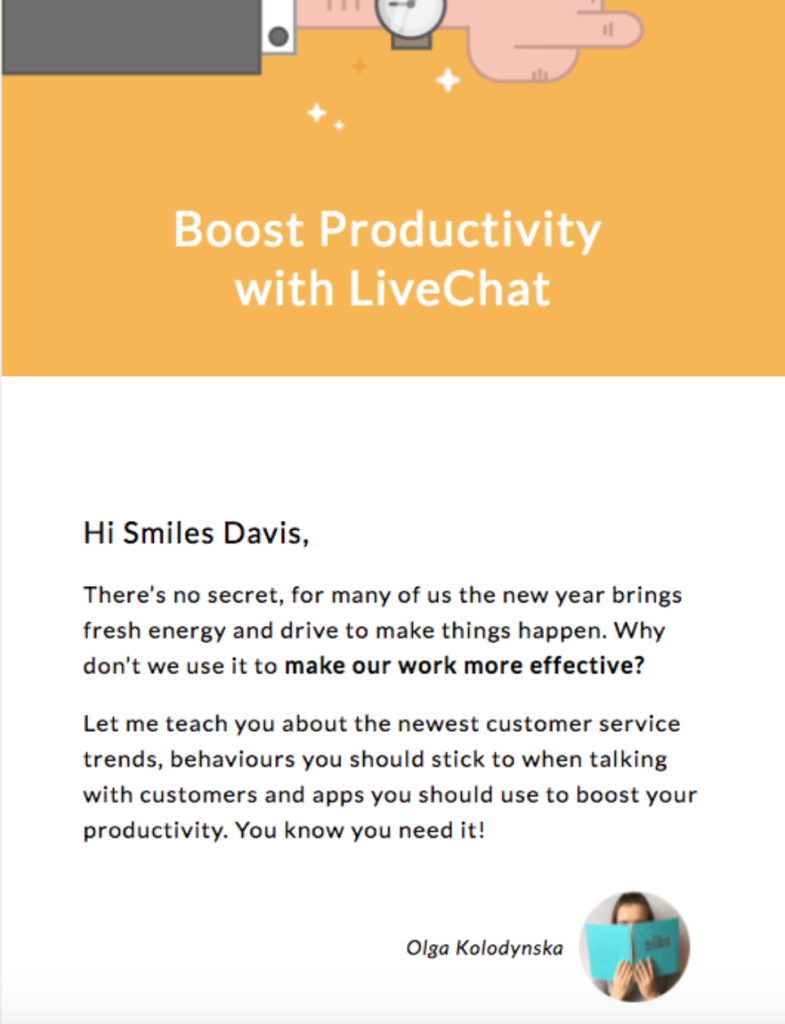 Boost Productivity
with LiveChat
Hi Smiles Davis,
There’s no secret, for many of us the new year brings
fresh energy and drive to make things happen. Why
don’t we use it to make our work more effective?
Let me teach you about the newest customer service
trends, behaviours you should stick to when talking
with customers and apps you should use to boost your
productivity. You know you need it!
Olga Kolodynska